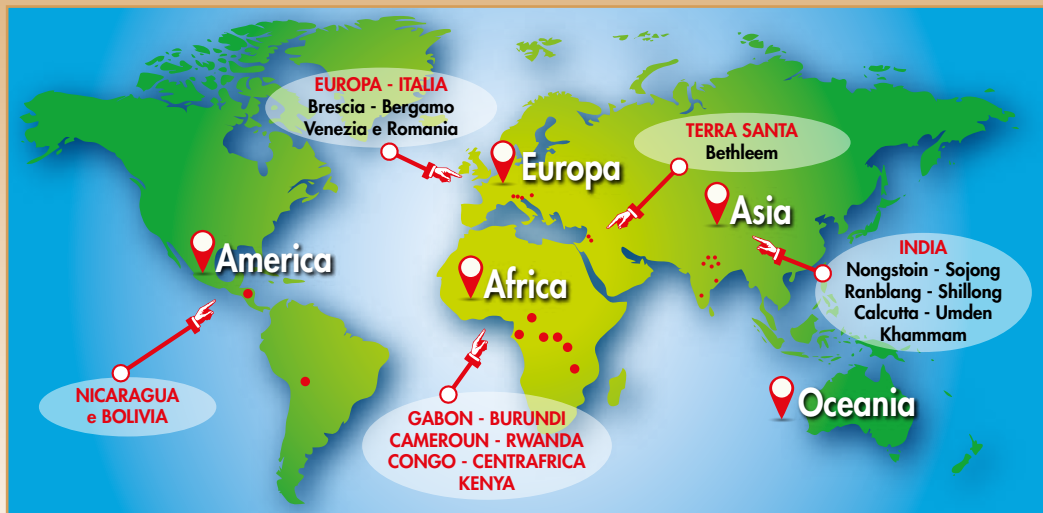 EUROPA - ITALIA
Brescia - Bergamo
Venezia e Romania
TERRA SANTA
Bethleem
Europa
Asia
America
Africa
INDIA
Nongstoin - Sojong
Ranblang - Shillong
Calcutta - Umden
Khammam
NICARAGUA
e BOLIVIA
GABON - BURUNDI
CAMEROUN - RWANDA
CONGO - CENTRAFRICA
KENYA
Oceania